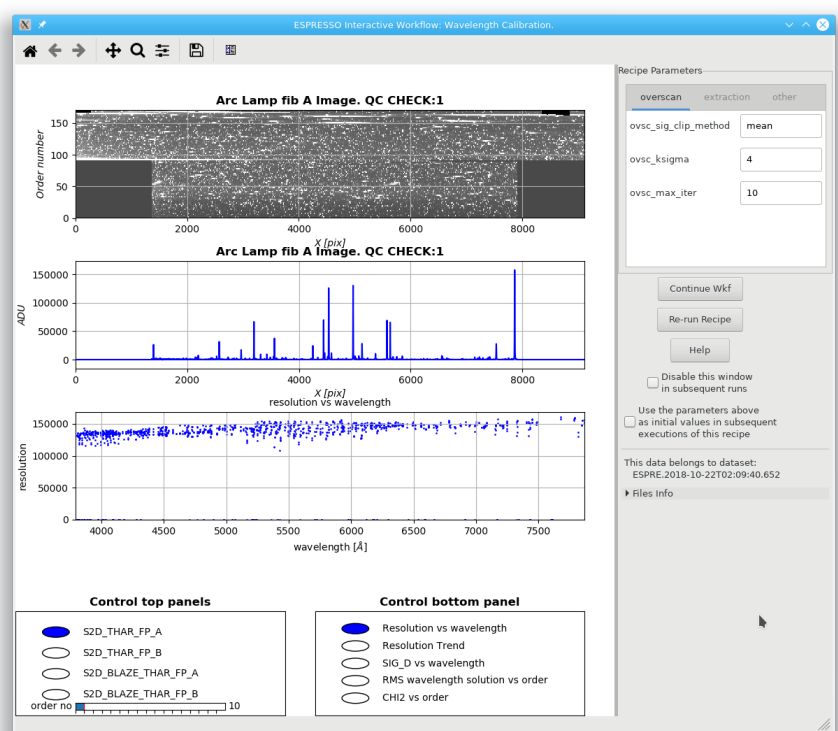 ESPRESSO Interactive Workflow: Wavelength Calibration.
Recipe Parameters
overscan extraction other
ovsc_sig_clip_method mean
ovsc_ksigma 4
ovsc_max_iter 10
Continue Wkf
Re-run Recipe
Help
Disable this window
in subsequent runs
Use the parameters above
as initial values in subsequent
executions of this recipe
This data belongs to dataset:
ESPRE.2018-10-22T02:09:40.652
Files Info
Arc Lamp fib A Image. QC CHECK:1
Order number
150
100
50
0
0 2000 4000 6000 8000
X [pix]
Arc Lamp fib A Image. QC CHECK:1
ADU
150000
100000
50000
0
0 2000 4000 6000 8000
X [pix]
resolution vs wavelength
resolution
150000
100000
50000
0
4000 4500 5000 5500 6000 6500 7000 7500
wavelength [Å]
Control top panels
S2D_THAR_FP_A
S2D_THAR_FP_B
S2D_BLAZE_THAR_FP_A
S2D_BLAZE_THAR_FP_B
order no 10
Control bottom panel
Resolution vs wavelength
Resolution Trend
SIG_D vs wavelength
RMS wavelength solution vs order
CHI2 vs order